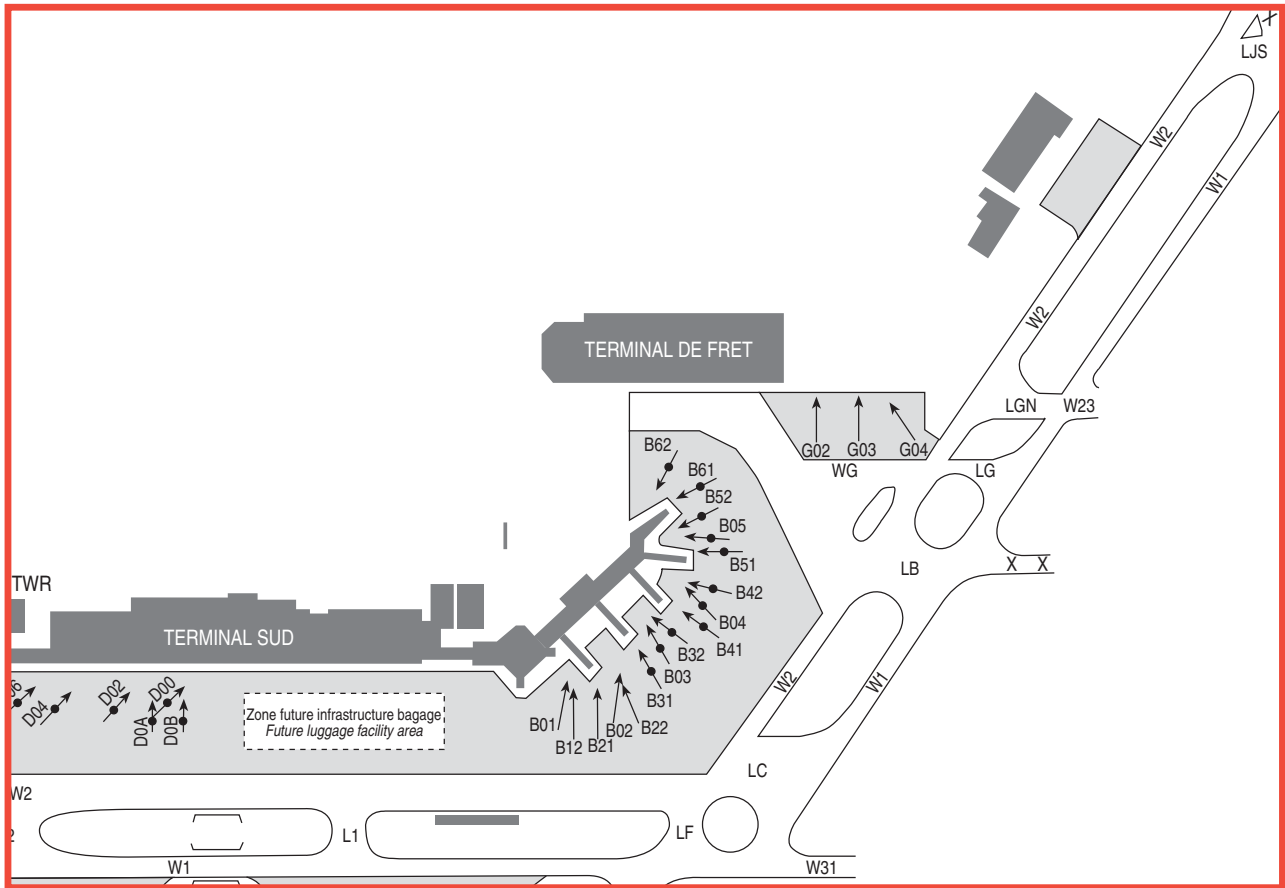 X
LJS
W2
W1
TERMINAL DE FRET
W2
LGN
W23
G02
G03
G04
WG
LG
B62
B61
B52
B05
B51
B42
B04
B41
B32
B03
B31
LB
X
X
TWR
TERMINAL SUD
D04
D02
D00
D0A
D0B
Zone future infrastructure bagage
Future luggage facility area
B01
B12
B21
B02
B22
W2
W1
LC
W2
L1
LF
W1
W31